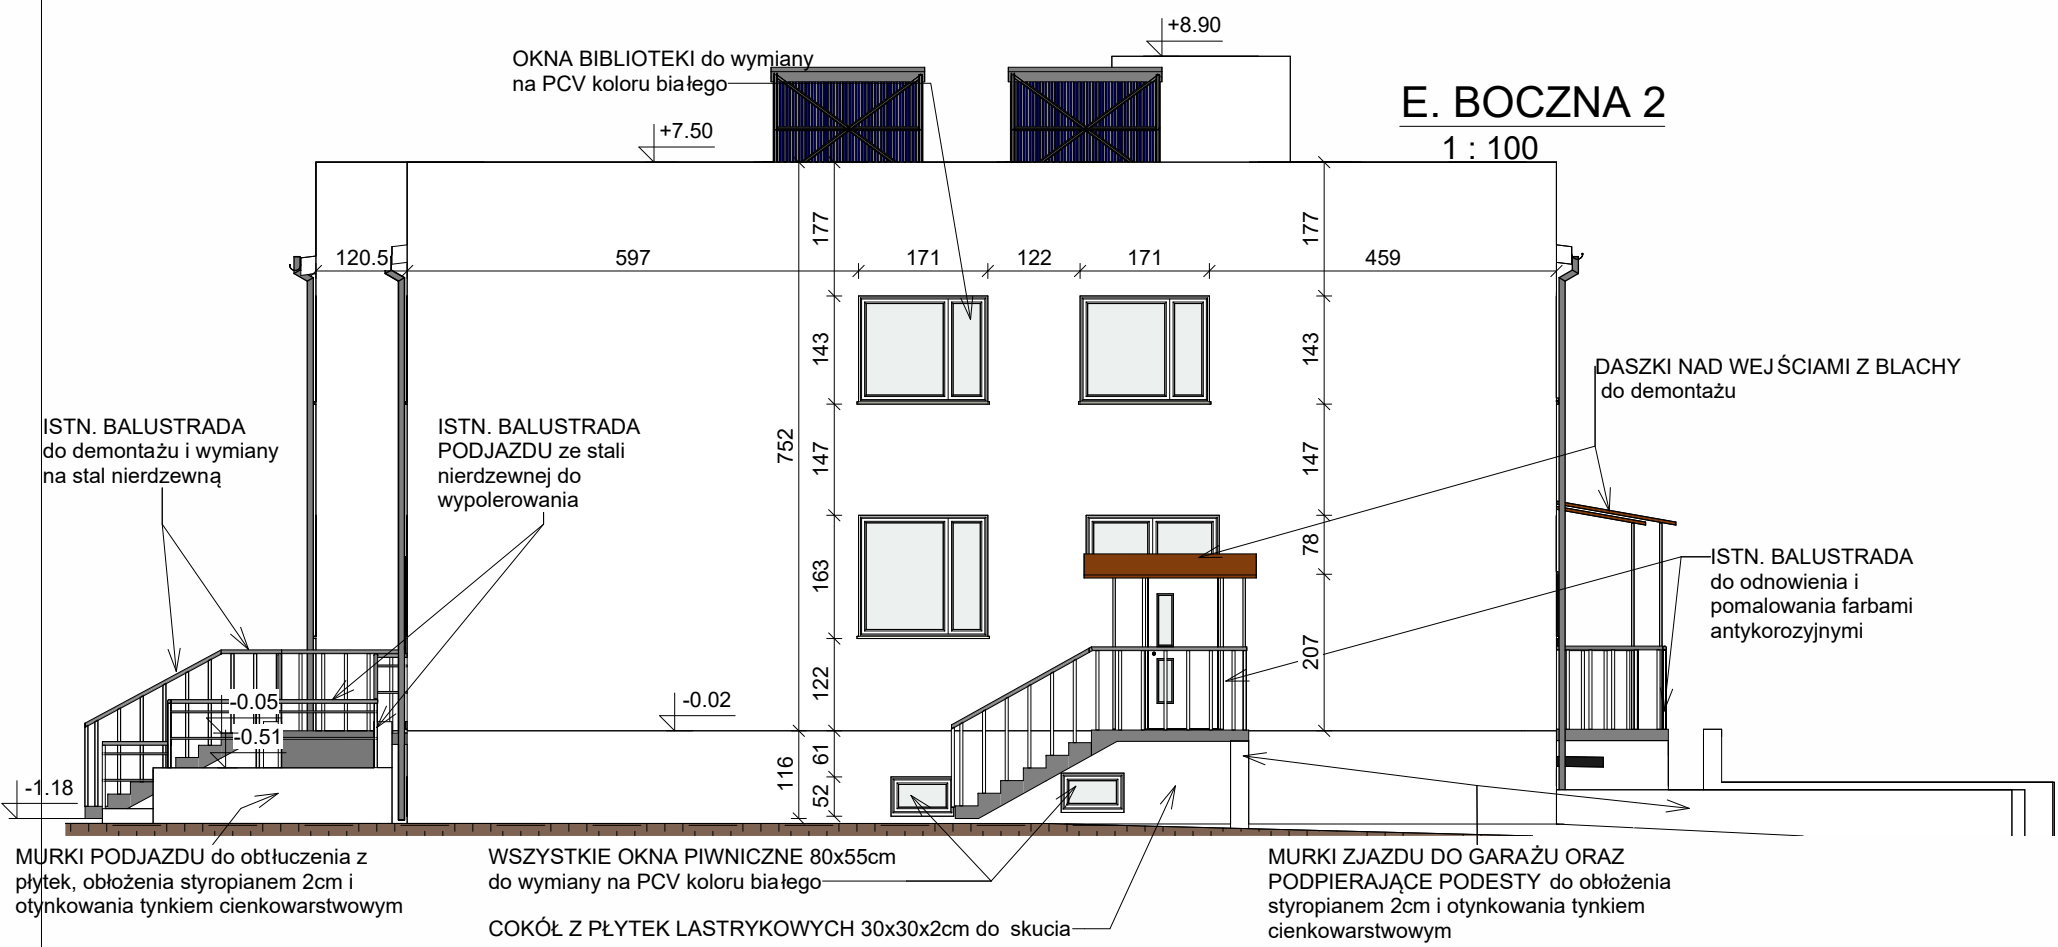 +8.90
OKNA BIBLIOTEKI do wymiany
na PCV koloru białego
E. BOCZNA 2
1 : 100
+7.50
177
177
120.5
597
171
122
171
459
143
143
DASZKI NAD WEJŚCIAMI Z BLACHY
do demontażu
ISTN. BALUSTRADA
do demontażu i wymiany
na stal nierdzewną
ISTN. BALUSTRADA
PODJAZDU ze stali
nierdzewnej do
wypolerowania
752
147
147
78
163
ISTN. BALUSTRADA
do odnowienia i
pomalowania farbami
antykorozyjnymi
207
122
-0.05
-0.02
-0.51
61
116
52
-1.18
MURKI PODJAZDU do obtłuczenia z
płytek, obłożenia styropianem 2cm i
otynkowania tynkiem cienkowarstwowym
WSZYSTKIE OKNA PIWNICZNE 80x55cm
do wymiany na PCV koloru białego
COKÓŁ Z PŁYTEK LASTRYKOWYCH 30x30x2cm do skucia
MURKI ZJAZDU DO GARAŻU ORAZ
PODPIERAJĄCE PODESTY do obłożenia
styropianem 2cm i otynkowania tynkiem
cienkowarstwowym